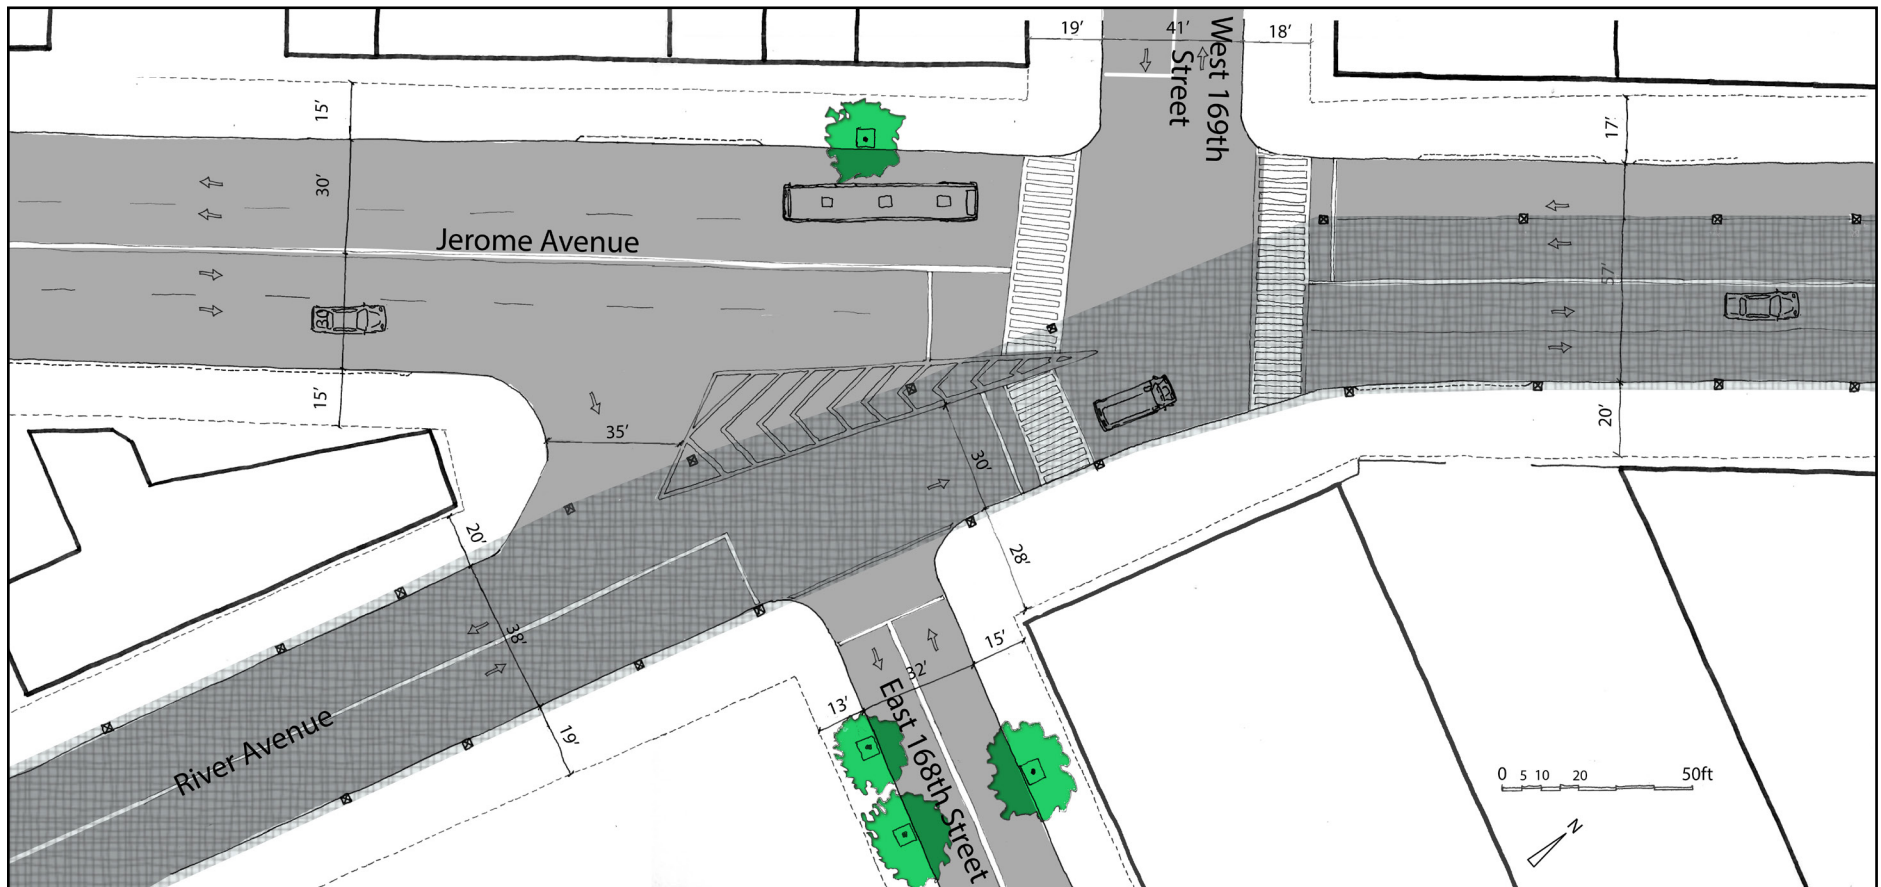 19'
41'
18'
West 169th
Street
15'
17'
30'
Jerome Avenue
57'
30
15'
35'
20'
30'
20'
28'
38'
15'
32'
13'
East 168th Street
River Avenue
19'
0 5 10 20 50ft
N